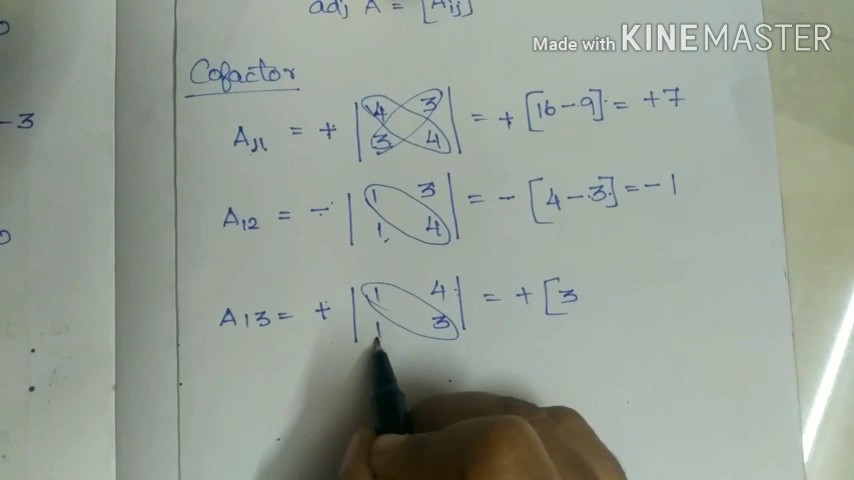 adj A = [Aij]
Made with KINEMASTER
Cofactor
-3
A11 = + |4 3| = + [16-9] = +7
|3 4|
A12 = - |1 3| = - [4-3] = -1
|1 4|
A13 = + |1 4| = + [3
|1 3|